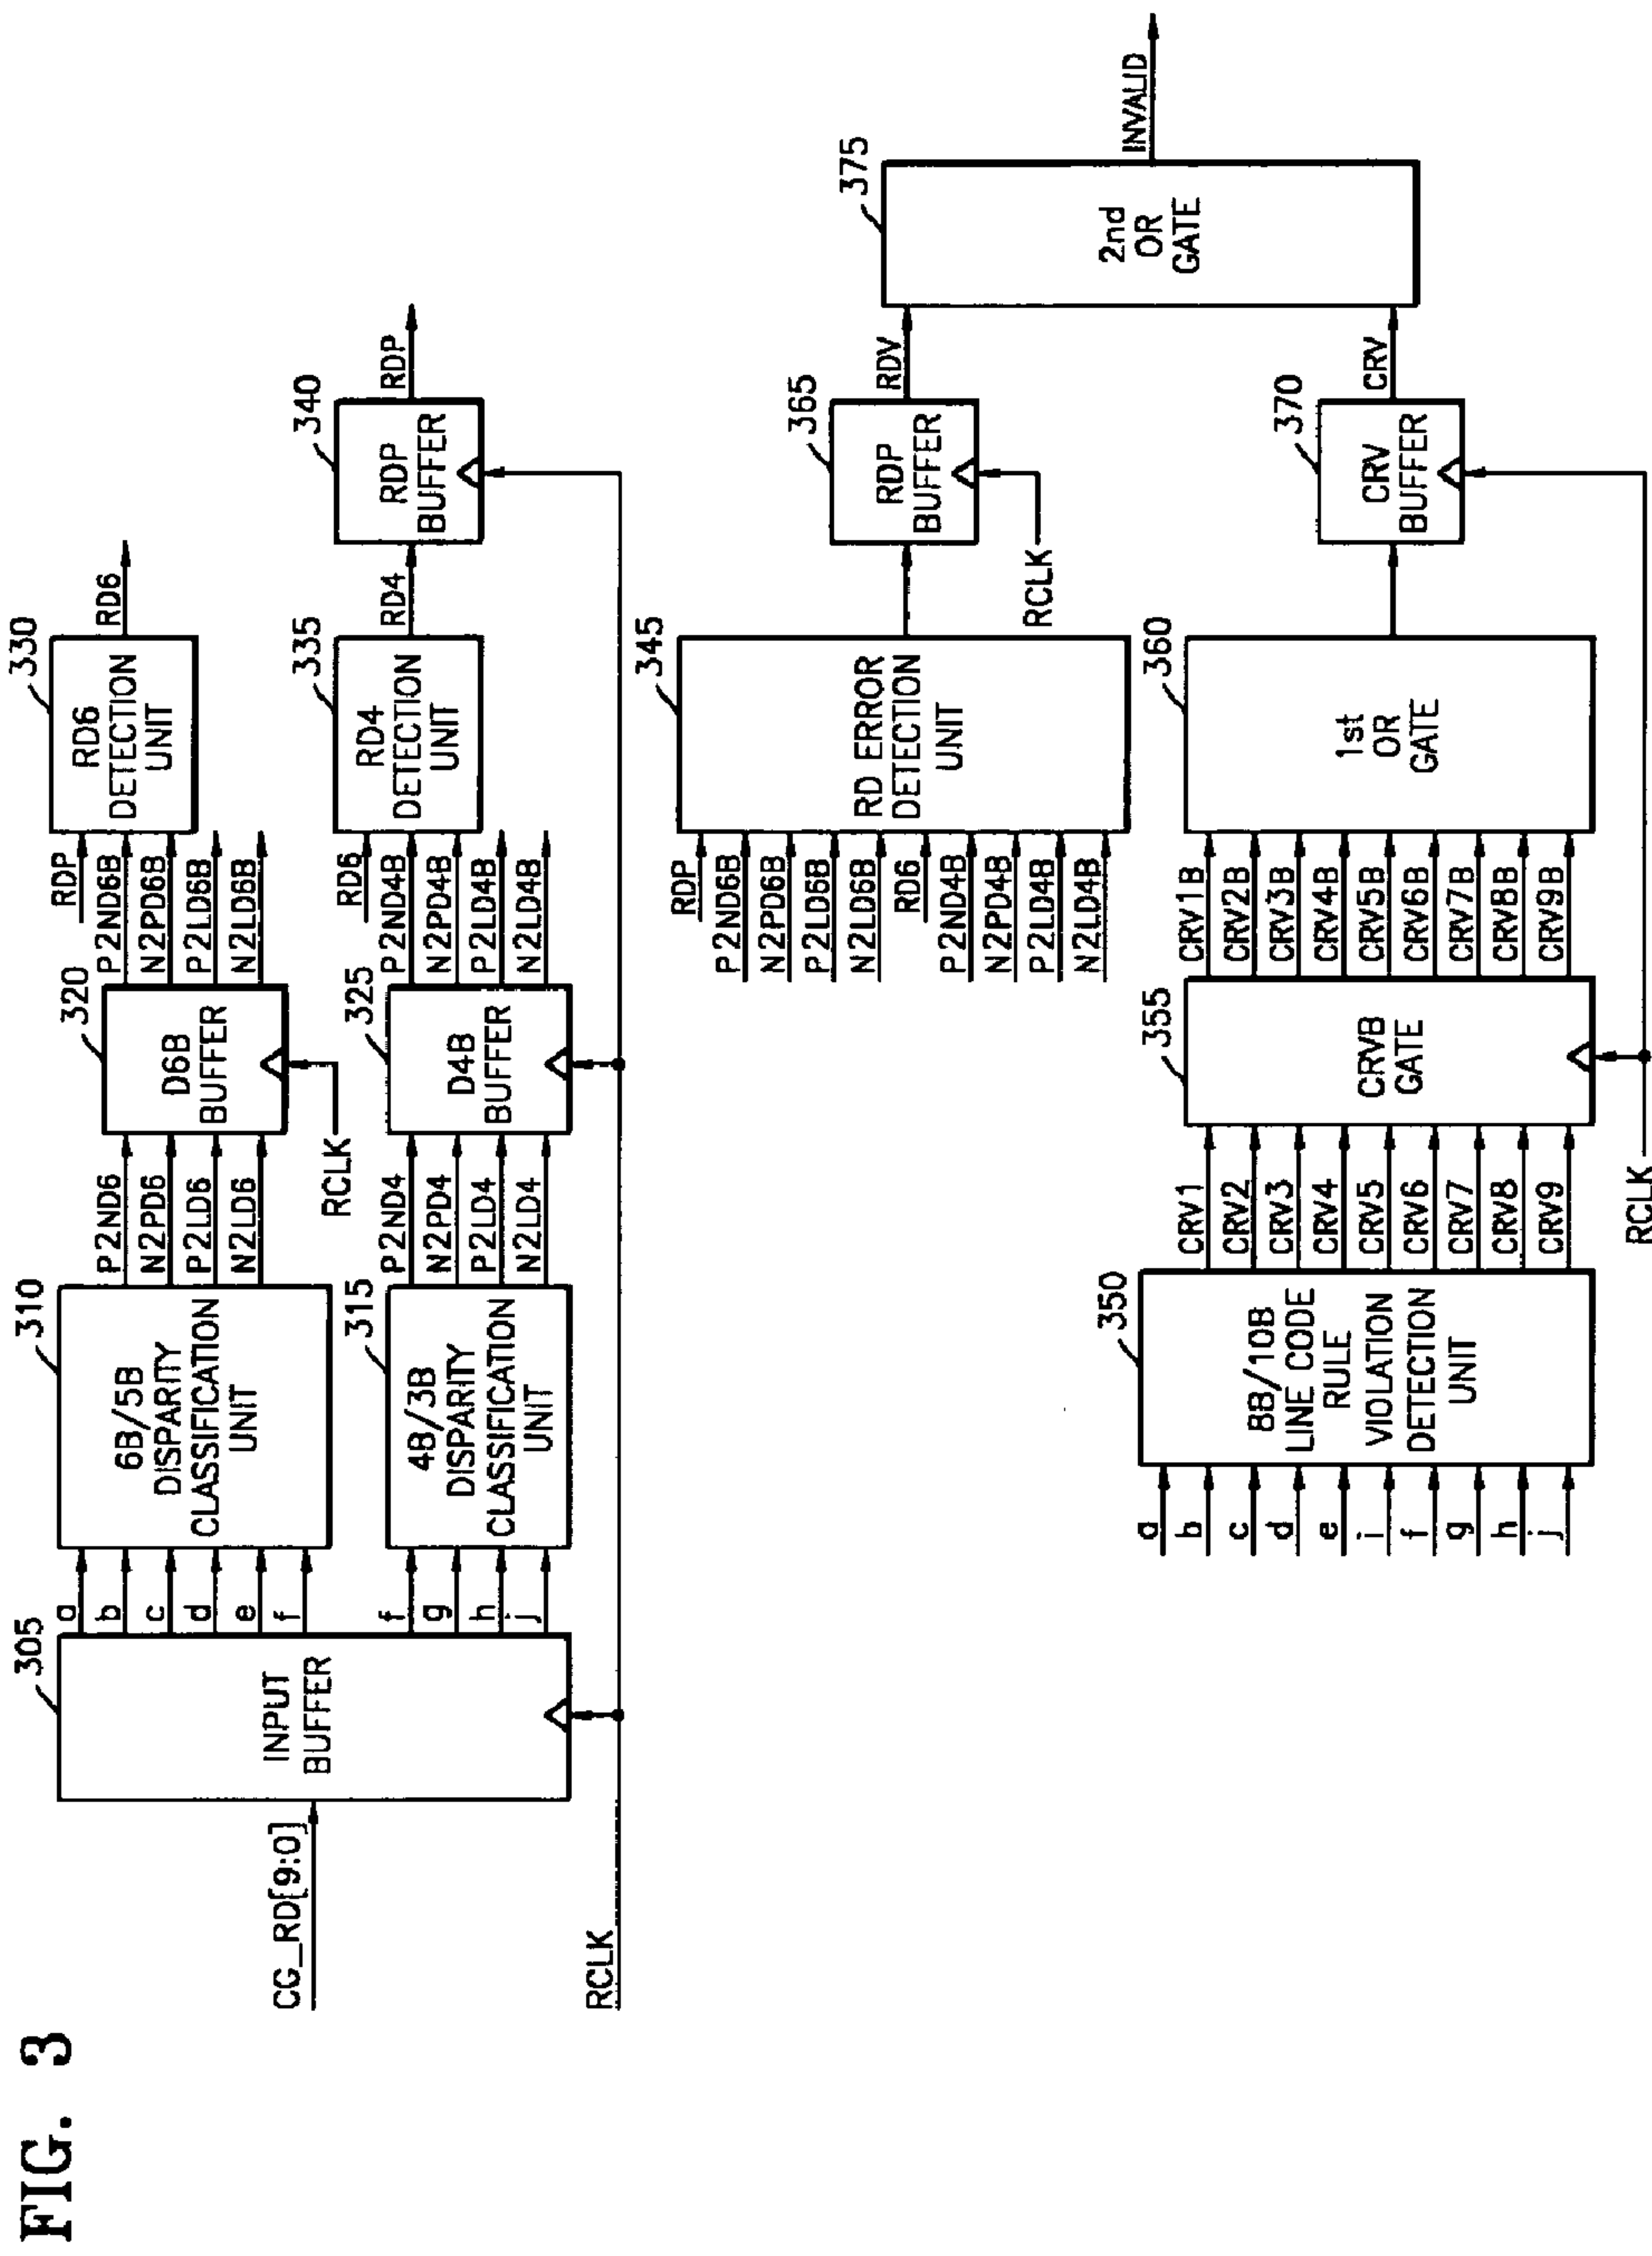 FIG. 3
CG_RD[9:0]
RCLK
305
INPUT
BUFFER
a
b
c
d
e
f
f
g
h
j
310
6B/5B
DISPARITY
CLASSIFICATION
UNIT
315
4B/3B
DISPARITY
CLASSIFICATION
UNIT
P2ND6
N2PD6
P2LD6
N2LD6
RCLK
P2ND4
N2PD4
P2LD4
N2LD4
320
D6B
BUFFER
325
D4B
BUFFER
RDP
P2ND6B
N2PD6B
P2LD6B
N2LD6B
RD6
P2ND4B
N2PD4B
P2LD4B
N2LD4B
330
RD6
DETECTION
UNIT
RD6
335
RD4
DETECTION
UNIT
RD4
340
RDP
BUFFER
RDP
RDP
P2ND6B
N2PD6B
P2LD6B
N2LD6B
RD6
P2ND4B
N2PD4B
P2LD4B
N2LD4B
345
RD ERROR
DETECTION
UNIT
RCLK
365
RDP
BUFFER
RDV
a
b
c
d
e
i
f
g
h
j
350
8B/10B
LINE CODE
RULE
VIOLATION
DETECTION
UNIT
CRV1
CRV2
CRV3
CRV4
CRV5
CRV6
CRV7
CRV8
CRV9
RCLK
355
CRVB
GATE
CRV1B
CRV2B
CRV3B
CRV4B
CRV5B
CRV6B
CRV7B
CRV8B
CRV9B
360
1st
OR
GATE
370
CRV
BUFFER
CRV
375
2nd
OR
GATE
INVALID